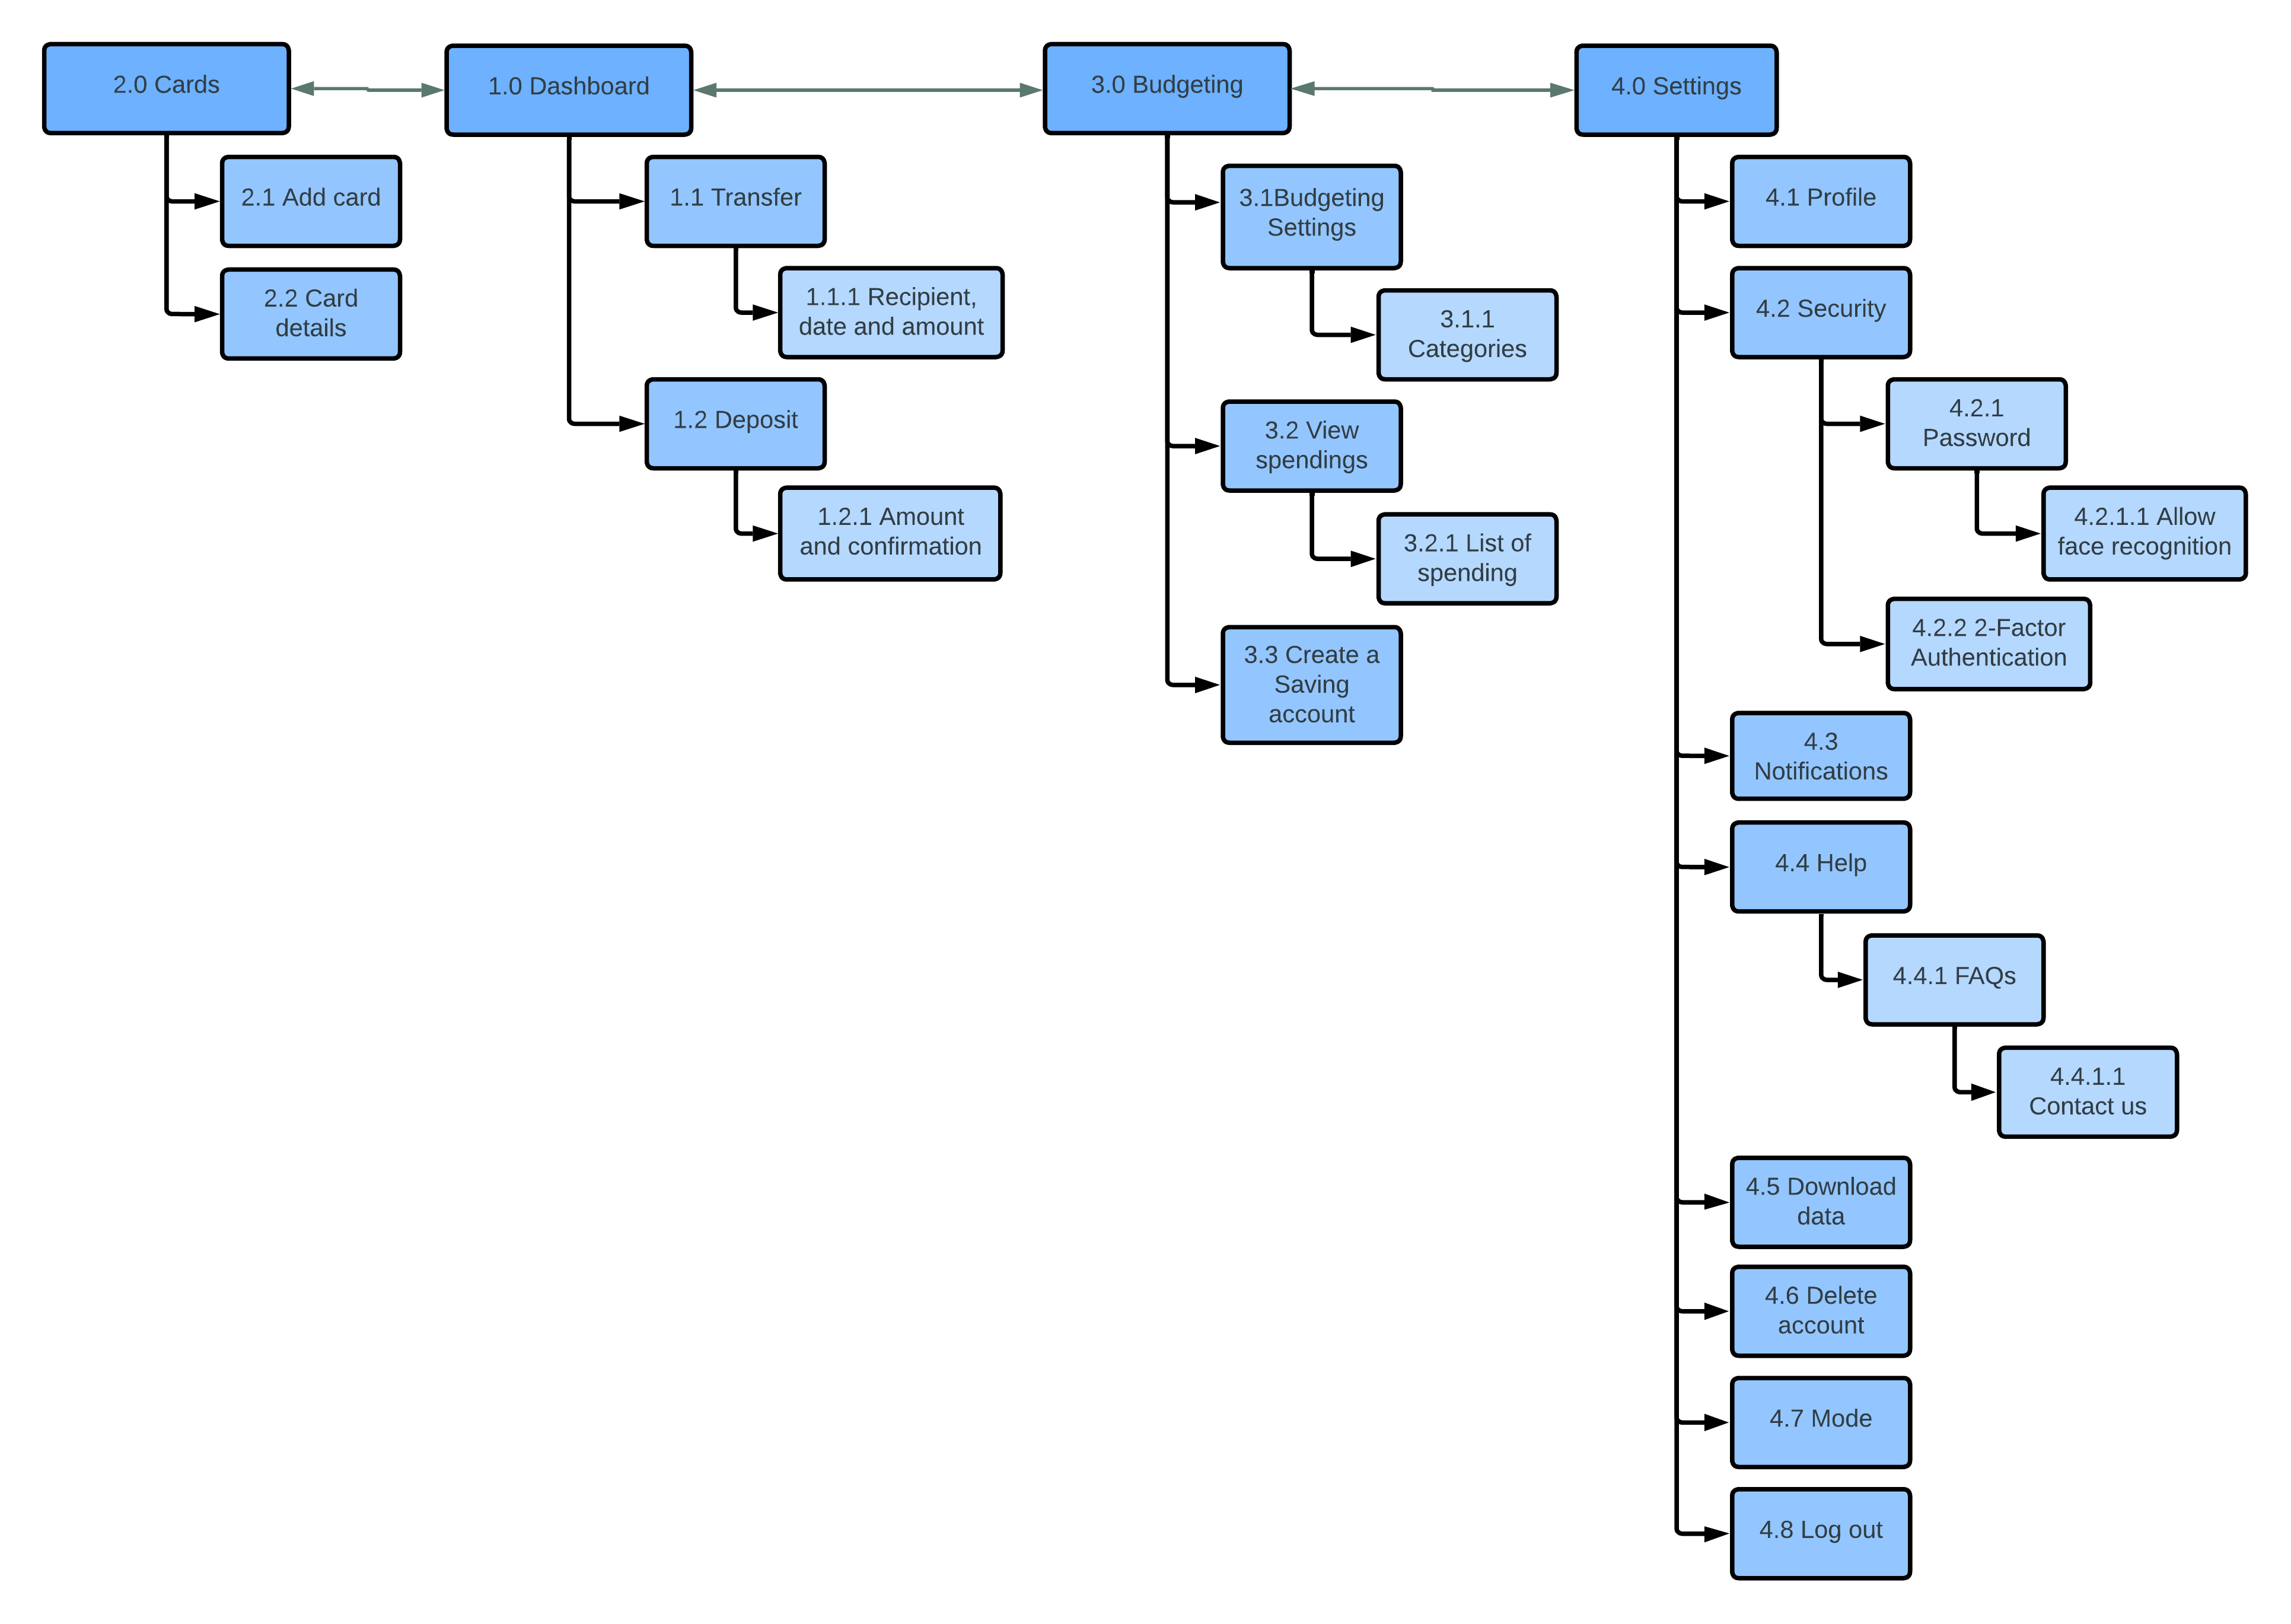 2.0 Cards
2.1 Add card
2.2 Card
details
1.0 Dashboard
1.1 Transfer
1.1.1 Recipient,
date and amount
1.2 Deposit
1.2.1 Amount
and confirmation
3.0 Budgeting
3.1Budgeting
Settings
3.1.1
Categories
3.2 View
spendings
3.2.1 List of
spending
3.3 Create a
Saving
account
4.0 Settings
4.1 Profile
4.2 Security
4.2.1
Password
4.2.1.1 Allow
face recognition
4.2.2 2-Factor
Authentication
4.3
Notifications
4.4 Help
4.4.1 FAQs
4.4.1.1
Contact us
4.5 Download
data
4.6 Delete
account
4.7 Mode
4.8 Log out